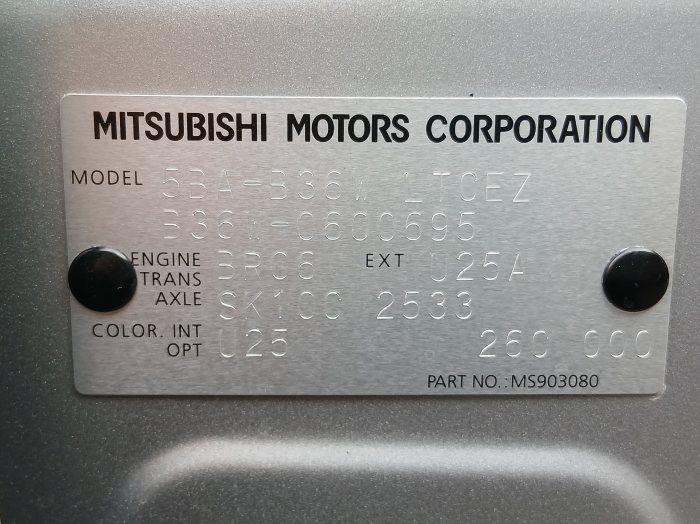 MITSUBISHI MOTORS CORPORATION
MODEL 5BA-B36W LTCEZ
B36W-0600695
ENGINE BR06 EXT U25A
TRANS AXLE SK10C 2533
COLOR. INT OPT U25 260 000
PART NO.:MS903080